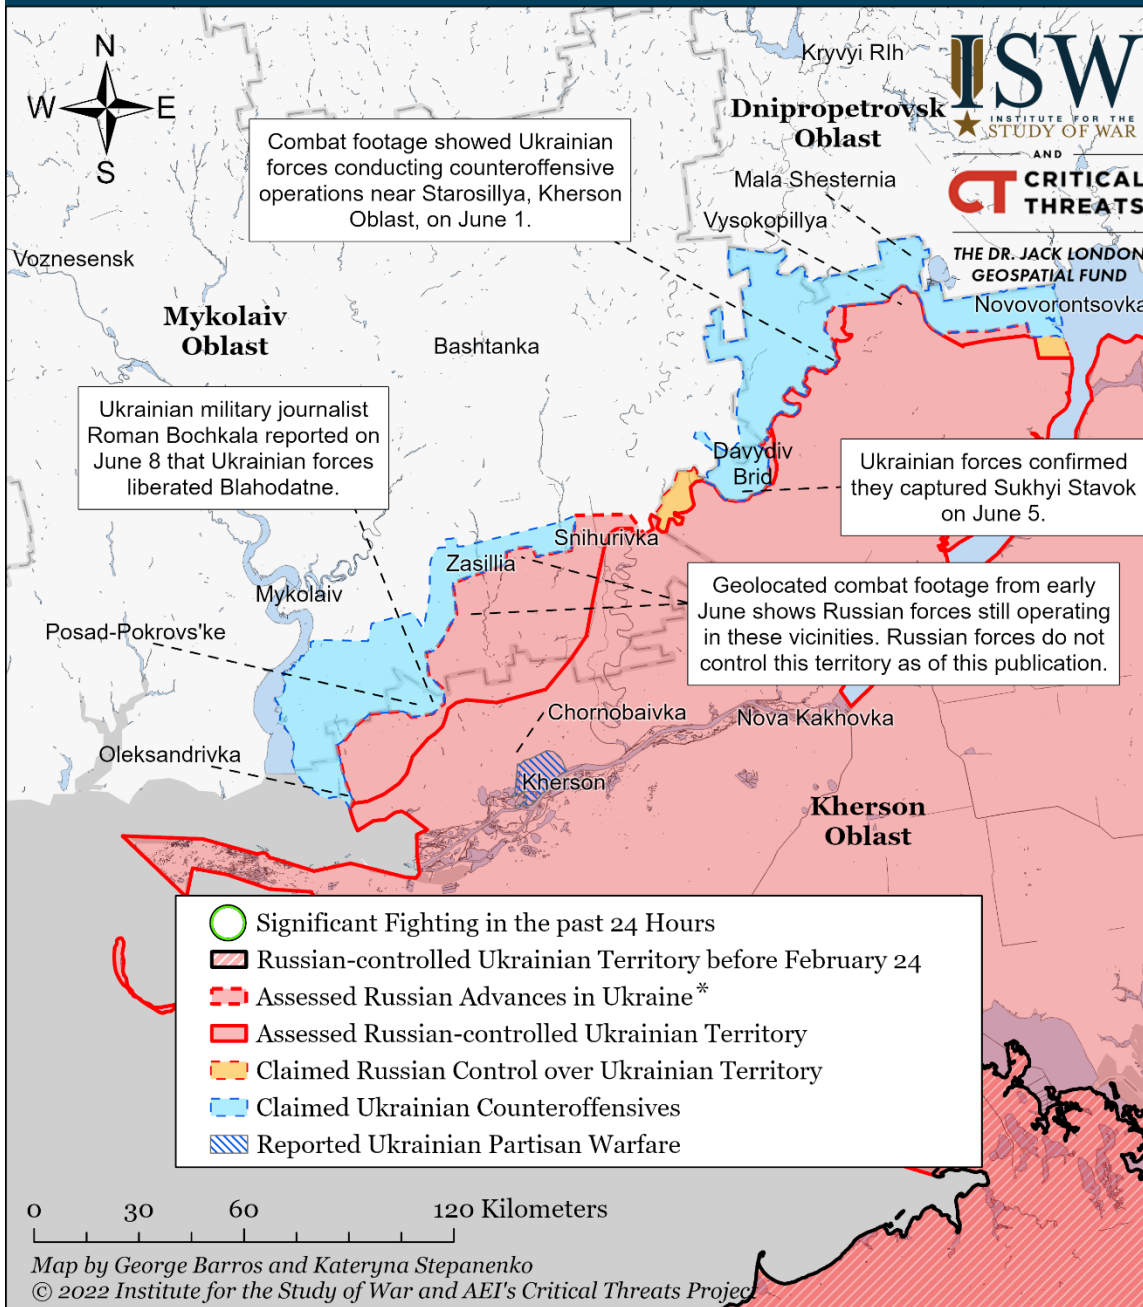 N
W
E
S
Kryvyi RIh
Dnipropetrovsk
Oblast
ISW
INSTITUTE FOR THE
STUDY OF WAR
AND
CT CRITICAL
THREATS
THE DR. JACK LONDON
GEOSPATIAL FUND
Combat footage showed Ukrainian
forces conducting counteroffensive
operations near Starosillya, Kherson
Oblast, on June 1.
Mala Shesternia
Vysokopillya
Voznesensk
Novovorontsovka
Mykolaiv
Oblast
Bashtanka
Ukrainian military journalist
Roman Bochkala reported on
June 8 that Ukrainian forces
liberated Blahodatne.
Davydiv
Brid
Ukrainian forces confirmed
they captured Sukhyi Stavok
on June 5.
Snihurivka
Zasillia
Mykolaiv
Geolocated combat footage from early
June shows Russian forces still operating
in these vicinities. Russian forces do not
control this territory as of this publication.
Posad-Pokrovs'ke
Chornobaivka
Nova Kakhovka
Oleksandrivka
Kherson
Kherson
Oblast
Significant Fighting in the past 24 Hours
Russian-controlled Ukrainian Territory before February 24
Assessed Russian Advances in Ukraine*
Assessed Russian-controlled Ukrainian Territory
Claimed Russian Control over Ukrainian Territory
Claimed Ukrainian Counteroffensives
Reported Ukrainian Partisan Warfare
0 30 60 120 Kilometers
Map by George Barros and Kateryna Stepanenko
© 2022 Institute for the Study of War and AEI's Critical Threats Project